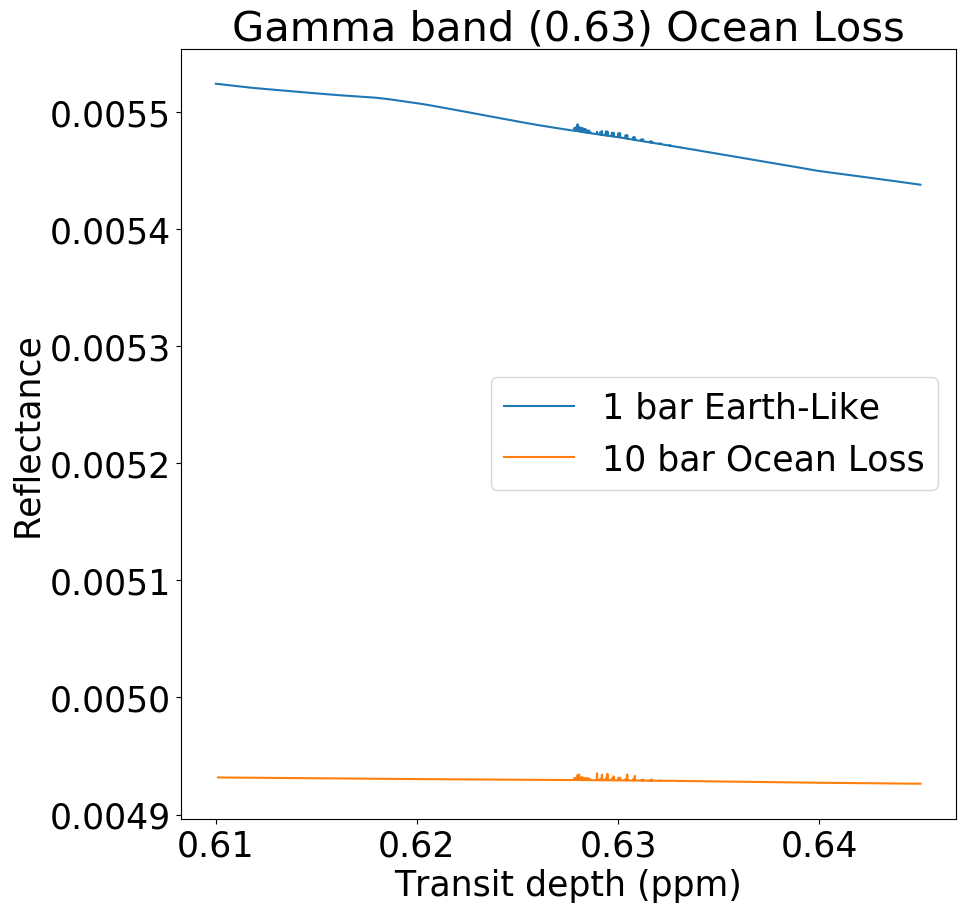 Gamma band (0.63) Ocean Loss
0.0055
0.0054
0.0053
0.0052
0.0051
0.0050
0.0049
Reflectance
1 bar Earth-Like
10 bar Ocean Loss
0.61 0.62 0.63 0.64
Transit depth (ppm)